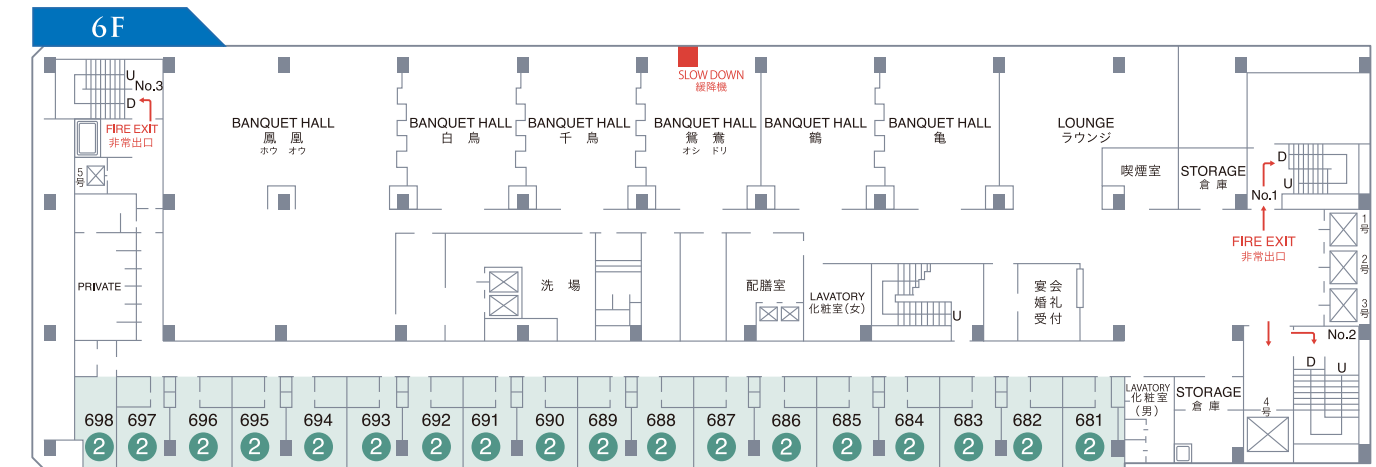 6F
U
No.3
D
FIRE EXIT
非常出口
5号
PRIVATE
BANQUET HALL
鳳 凰
ホウ オウ
BANQUET HALL
白 鳥
BANQUET HALL
千 鳥
SLOW DOWN
緩降機
BANQUET HALL
鴛 鴦
オシ ドリ
BANQUET HALL
鶴
BANQUET HALL
亀
LOUNGE
ラウンジ
喫煙室
STORAGE
倉 庫
D
U
No.1
FIRE EXIT
非常出口
1号
2号
3号
洗 場
配膳室
LAVATORY
化粧室(女)
U
宴 会
婚 礼
受 付
No.2
D
U
LAVATORY
化粧室
(男)
STORAGE
倉 庫
4号
698
2
697
2
696
2
695
2
694
2
693
2
692
2
691
2
690
2
689
2
688
2
687
2
686
2
685
2
684
2
683
2
682
2
681
2